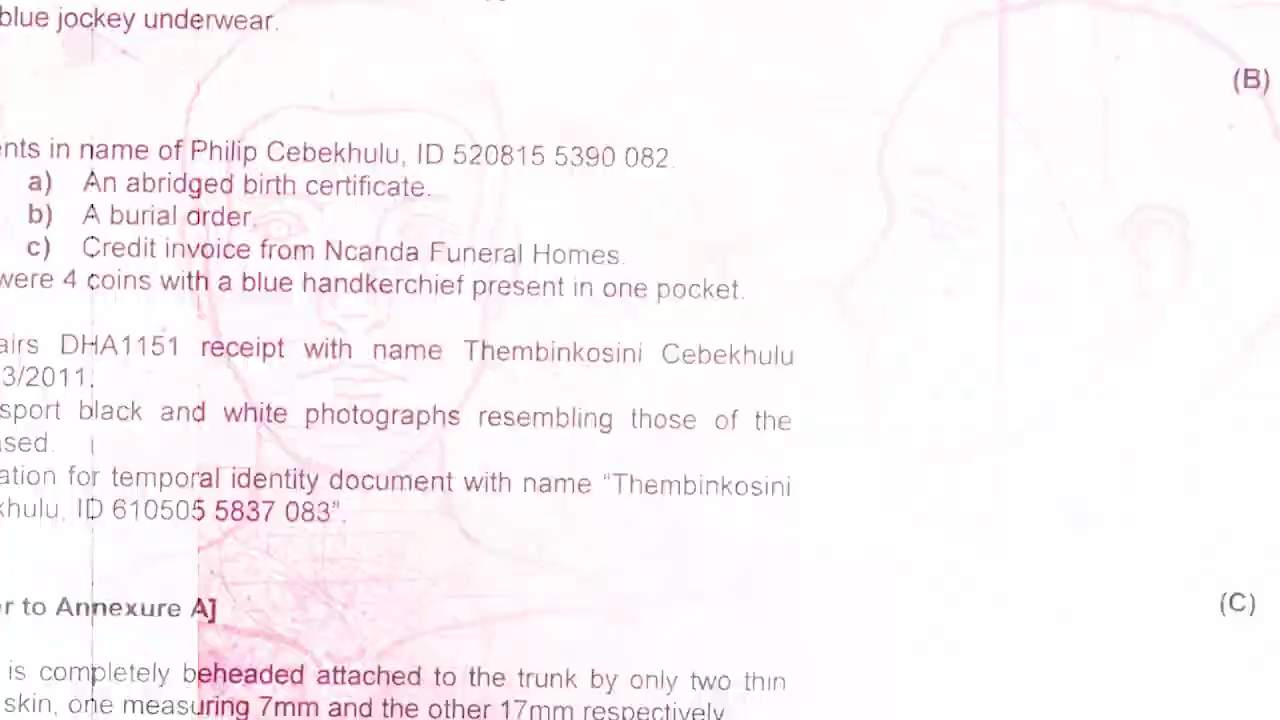 blue jockey underwear.
(B)
ents in name of Philip Cebekhulu, ID 520815 5390 082.
a) An abridged birth certificate.
b) A burial order.
c) Credit invoice from Ncanda Funeral Homes.
were 4 coins with a blue handkerchief present in one pocket.
airs DHA1151 receipt with name Thembinkosini Cebekhulu
3/2011.
sport black and white photographs resembling those of the
ased.
ation for temporal identity document with name “Thembinkosini
khulu, ID 610505 5837 083”.
r to Annexure A]
(C)
is completely beheaded attached to the trunk by only two thin
skin, one measuring 7mm and the other 17mm respectively